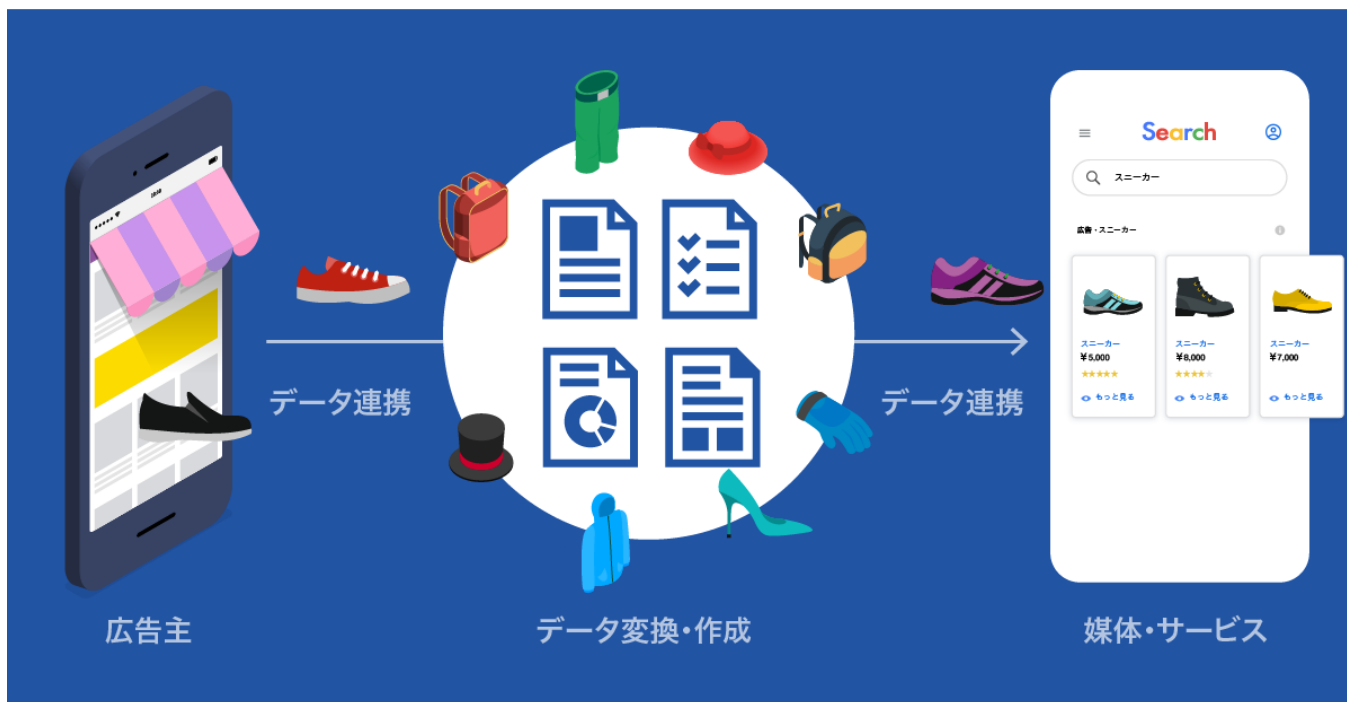 Search
スニーカー
広告・スニーカー
スニーカー
¥5,000
もっと見る
スニーカー
¥8,000
もっと見る
スニーカー
¥7,000
もっと見る
データ連携
データ連携
広告主
データ変換・作成
媒体・サービス